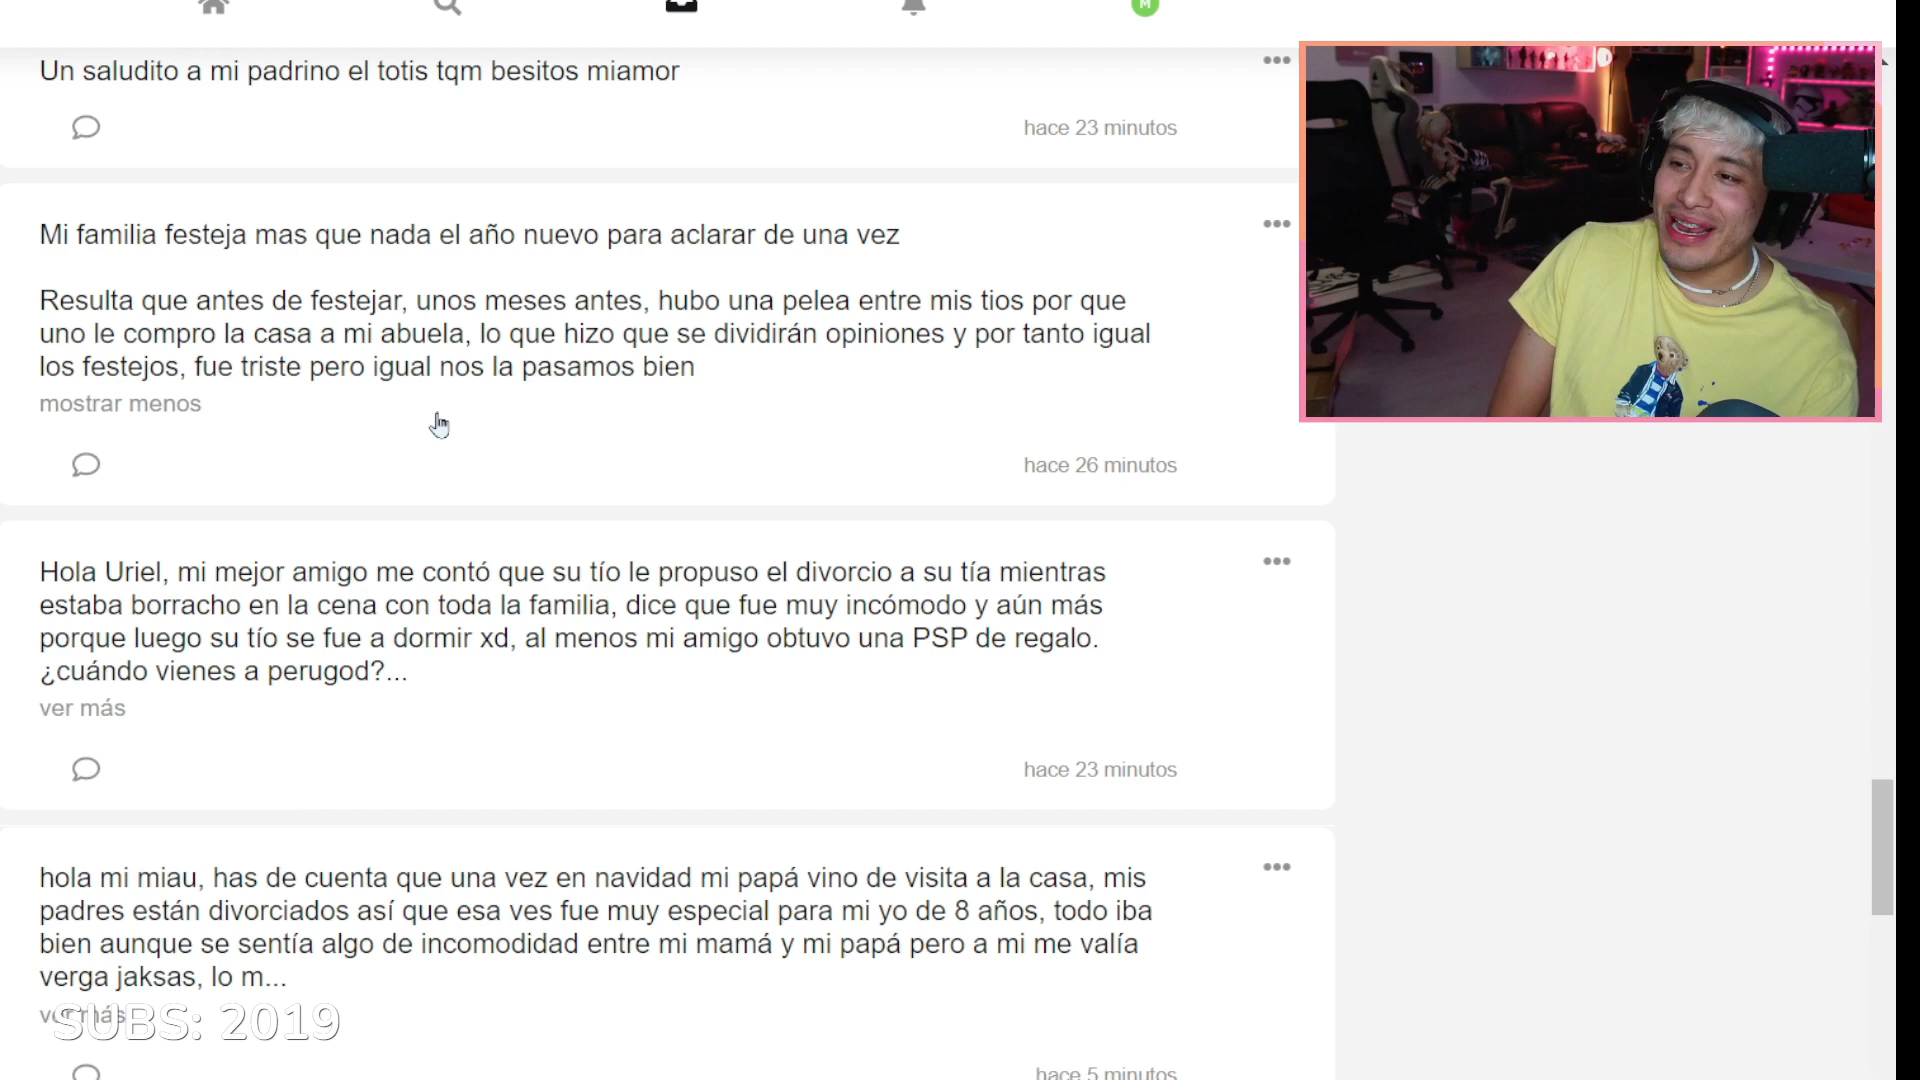 M
Un saludito a mi padrino el totis tqm besitos miamor
hace 23 minutos
Mi familia festeja mas que nada el año nuevo para aclarar de una vez
Resulta que antes de festejar, unos meses antes, hubo una pelea entre mis tios por que
uno le compro la casa a mi abuela, lo que hizo que se dividirán opiniones y por tanto igual
los festejos, fue triste pero igual nos la pasamos bien
mostrar menos
hace 26 minutos
Hola Uriel, mi mejor amigo me contó que su tío le propuso el divorcio a su tía mientras
estaba borracho en la cena con toda la familia, dice que fue muy incómodo y aún más
porque luego su tío se fue a dormir xd, al menos mi amigo obtuvo una PSP de regalo.
¿cuándo vienes a perugod?...
ver más
hace 23 minutos
hola mi miau, has de cuenta que una vez en navidad mi papá vino de visita a la casa, mis
padres están divorciados así que esa ves fue muy especial para mi yo de 8 años, todo iba
bien aunque se sentía algo de incomodidad entre mi mamá y mi papá pero a mi me valía
verga jaksas, lo m...
ver más
SUBS: 2019
hace 5 minutos